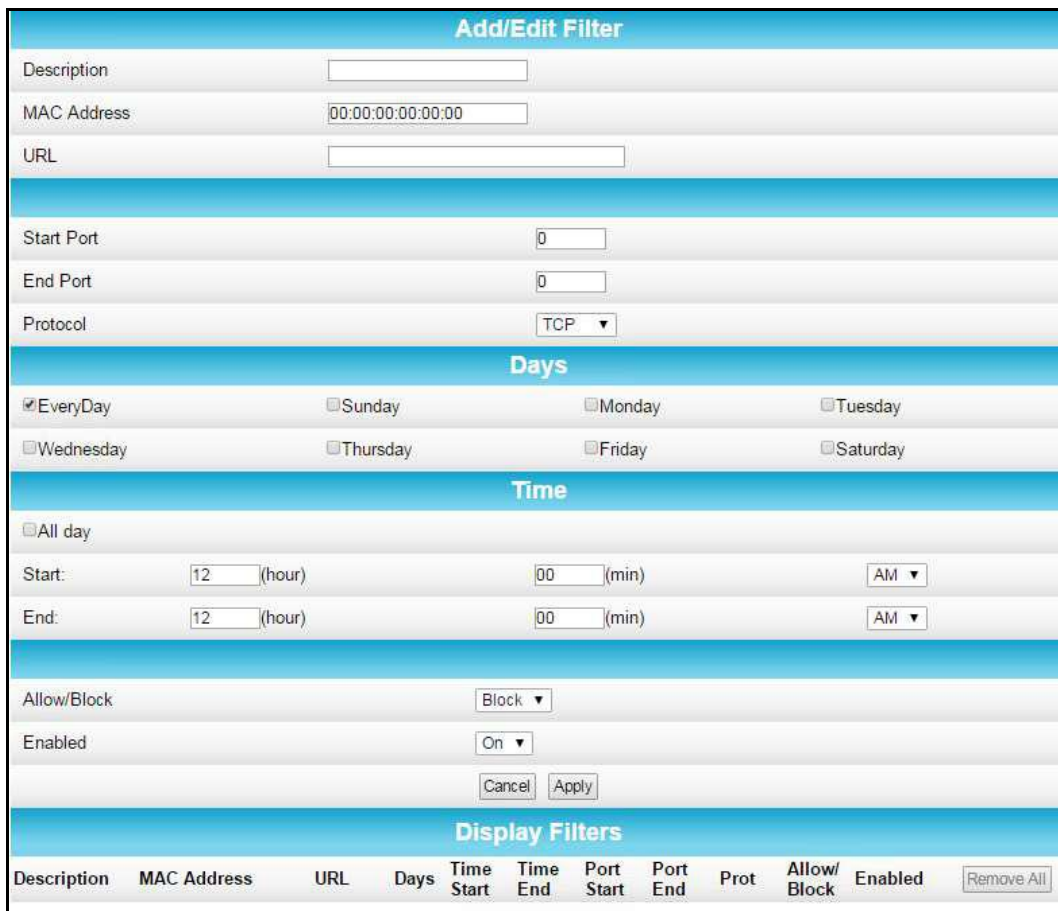 Add/Edit Filter
Description
MAC Address 00:00:00:00:00:00
URL
Start Port 0
End Port 0
Protocol TCP
Days
EveryDay Sunday Monday Tuesday
Wednesday Thursday Friday Saturday
Time
All day
Start: 12 (hour) 00 (min) AM
End: 12 (hour) 00 (min) AM
Allow/Block Block
Enabled On
Cancel Apply
Display Filters
Description MAC Address URL Days Time Start Time End Port Start Port End Prot Allow/Block Enabled Remove All